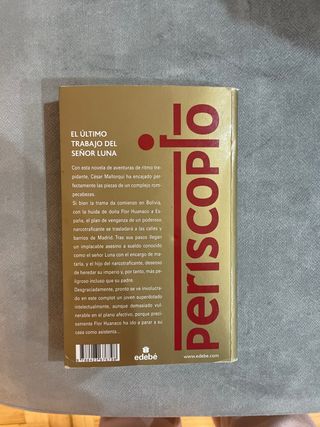 EL ÚLTIMO
TRABAJO DEL
SEÑOR LUNA
Con esta novela de aventuras de ritmo tre-
pidente, César Mallorquí ha encajado per-
fectamente las piezas de un complejo rom-
pecabezas.
Si bien la trama da comienzo en Bolivia,
con la huida de doña Flor Huanaco a Es-
paña, el plan de venganza de un poderoso
narcotraficante se trasladará a las calles y
barrios de Madrid. Tras sus pasos llegan
un implacable asesino a sueldo conocido
como el señor Luna con el encargo de ma-
tarla, y el hijo del narcotraficante, deseoso
de heredar su imperio y, por tanto, más pe-
ligroso incluso que su padre.
Desgraciadamente, pronto se ve involucra-
do en este complot un joven superdotado
intelectualmente, aunque demasiado vul-
nerable en el plano afectivo, porque preci-
samente Flor Huanaco ha ido a parar a su
casa como asistenta...
edebé
www.edebe.com
periscopio